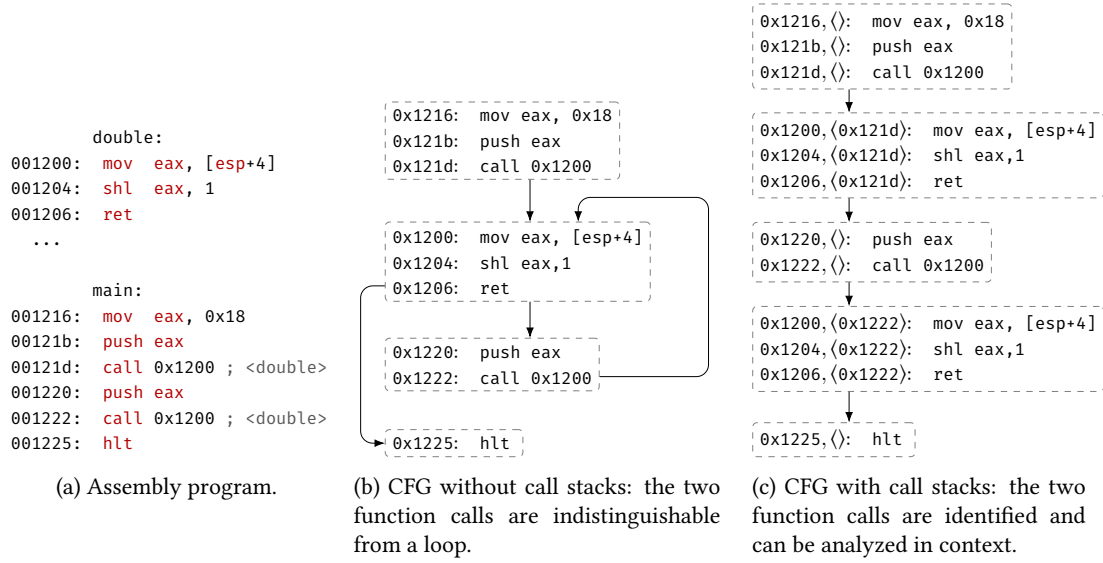 double:
001200: mov eax, [esp+4]
001204: shl eax, 1
001206: ret
...
main:
001216: mov eax, 0x18
00121b: push eax
00121d: call 0x1200 ; <double>
001220: push eax
001222: call 0x1200 ; <double>
001225: hlt
(a) Assembly program.
0x1216: mov eax, 0x18
0x121b: push eax
0x121d: call 0x1200
0x1200: mov eax, [esp+4]
0x1204: shl eax,1
0x1206: ret
0x1220: push eax
0x1222: call 0x1200
0x1225: hlt
(b) CFG without call stacks: the two
function calls are indistinguishable
from a loop.
0x1216,⟨⟩: mov eax, 0x18
0x121b,⟨⟩: push eax
0x121d,⟨⟩: call 0x1200
0x1200,⟨0x121d⟩: mov eax, [esp+4]
0x1204,⟨0x121d⟩: shl eax,1
0x1206,⟨0x121d⟩: ret
0x1220,⟨⟩: push eax
0x1222,⟨⟩: call 0x1200
0x1200,⟨0x1222⟩: mov eax, [esp+4]
0x1204,⟨0x1222⟩: shl eax,1
0x1206,⟨0x1222⟩: ret
0x1225,⟨⟩: hlt
(c) CFG with call stacks: the two
function calls are identified and
can be analyzed in context.